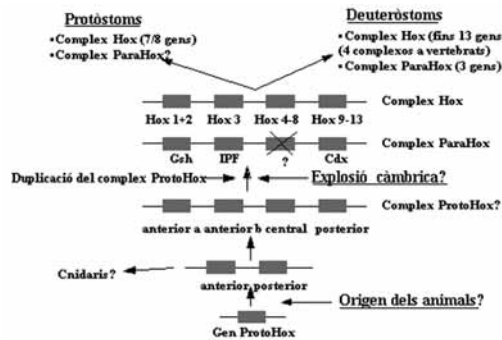 Protòstoms
▪Complex Hox (7/8 gens)
▪Complex ParaHox?
Deuteròstoms
▪Complex Hox (fins 13 gens)
(4 complexos a vertebrats)
▪Complex ParaHox (3 gens)
Complex Hox
Hox 1+2 Hox 3 Hox 4-8 Hox 9-13
Complex ParaHox
Gsh IPF ? Cdx
Duplicació del complex ProtoHox
Explosió càmbrica?
Complex ProtoHox?
anterior a anterior b central posterior
Cnidaris?
anterior posterior
Origen dels animals?
Gen ProtoHox